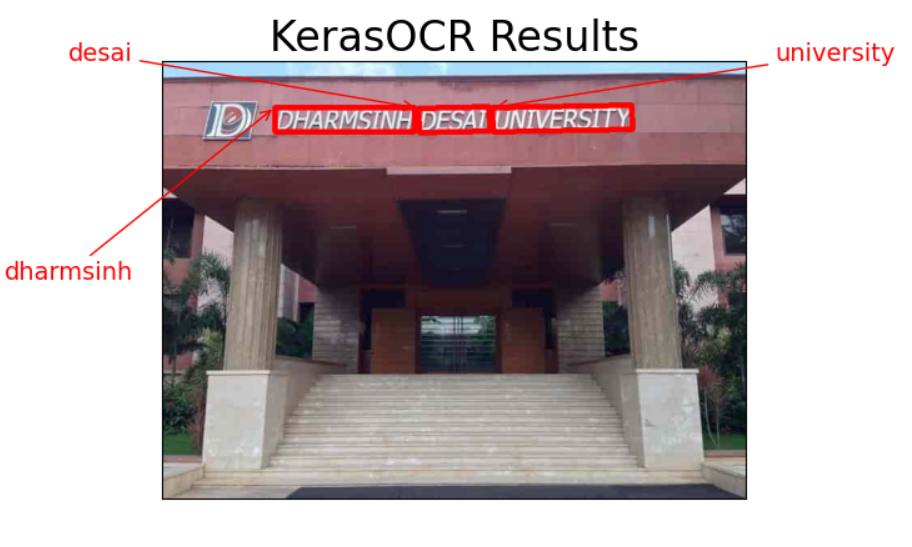 KerasOCR Results
desai
university
D DHARMSINH DESAI UNIVERSITY
dharmsinh